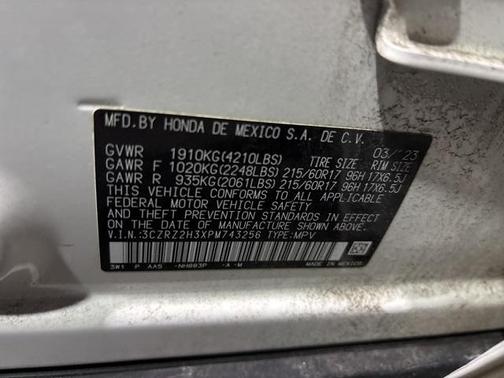 MFD.BY HONDA DE MEXICO S.A. DE C.V.
03/'23
GVWR 1910KG(4210LBS) TIRE SIZE RIM SIZE
GAWR F 1020KG(2248LBS) 215/60R17 96H 17X6.5J
GAWR R 935KG(2061LBS) 215/60R17 96H 17X6.5J
THIS VEHICLE CONFORMS TO ALL APPLICABLE
FEDERAL MOTOR VEHICLE
SAFETY AND THEFT PREVENTION STANDARDS IN EFFECT
ON THE DATE OF MANUFACTURE SHOWN ABOVE.
V.I.N.:3CZRZ2H3XPM743256 TYPE:MPV
3W1 P AAS -NH883P -A-M MADE IN MEXICO